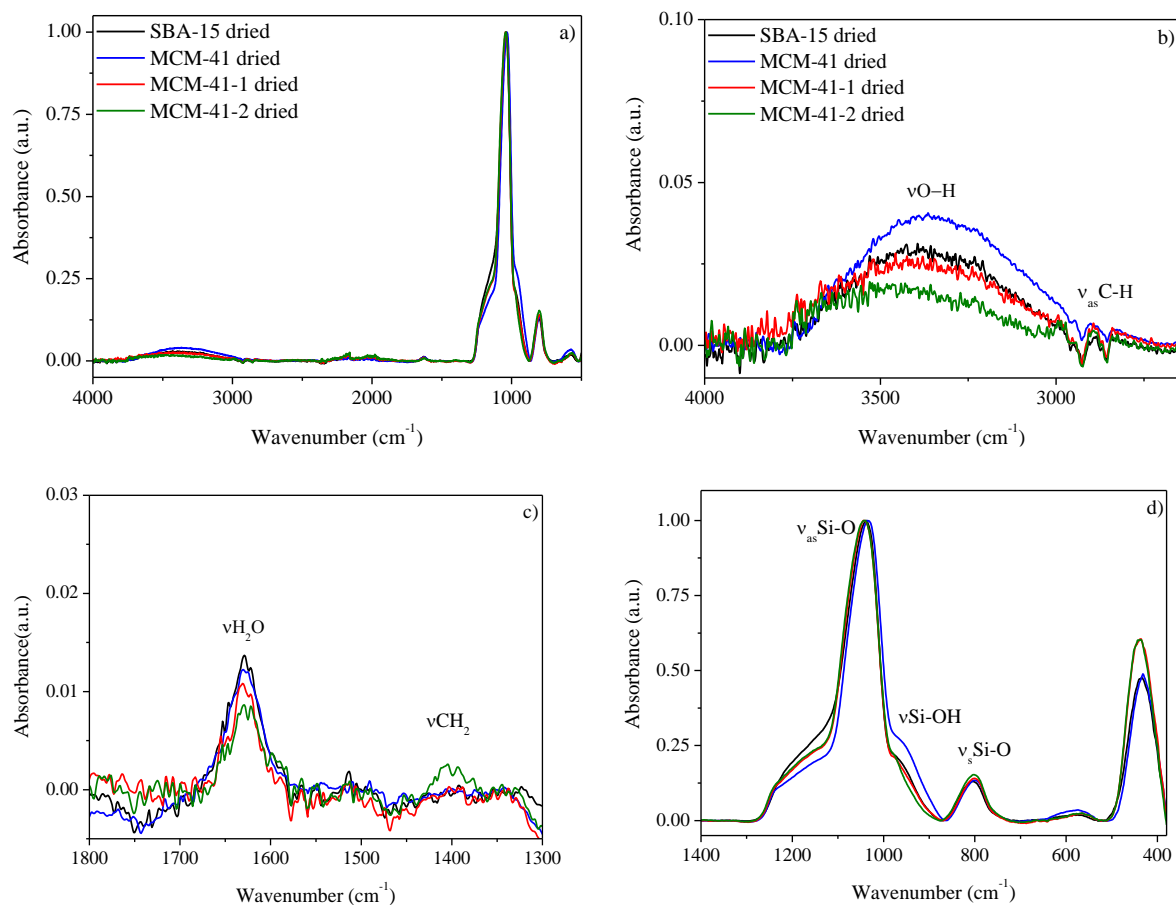 SBA-15 dried
MCM-41 dried
MCM-41-1 dried
MCM-41-2 dried
a)
1.00
0.75
0.50
0.25
0.00
Absorbance (a.u.)
4000 3000 2000 1000
Wavenumber (cm⁻¹)
SBA-15 dried
MCM-41 dried
MCM-41-1 dried
MCM-41-2 dried
b)
0.10
0.05
0.00
Absorbance (a.u.)
νO−H
νₐₛC-H
4000 3500 3000
Wavenumber (cm⁻¹)
c)
0.03
0.02
0.01
0.00
Absorbance(a.u.)
νH₂O
νCH₂
1800 1700 1600 1500 1400 1300
Wavenumber (cm⁻¹)
d)
1.00
0.75
0.50
0.25
0.00
Absorbance (a.u.)
νₐₛSi-O
νSi-OH
νₛSi-O
1400 1200 1000 800 600 400
Wavenumber (cm⁻¹)